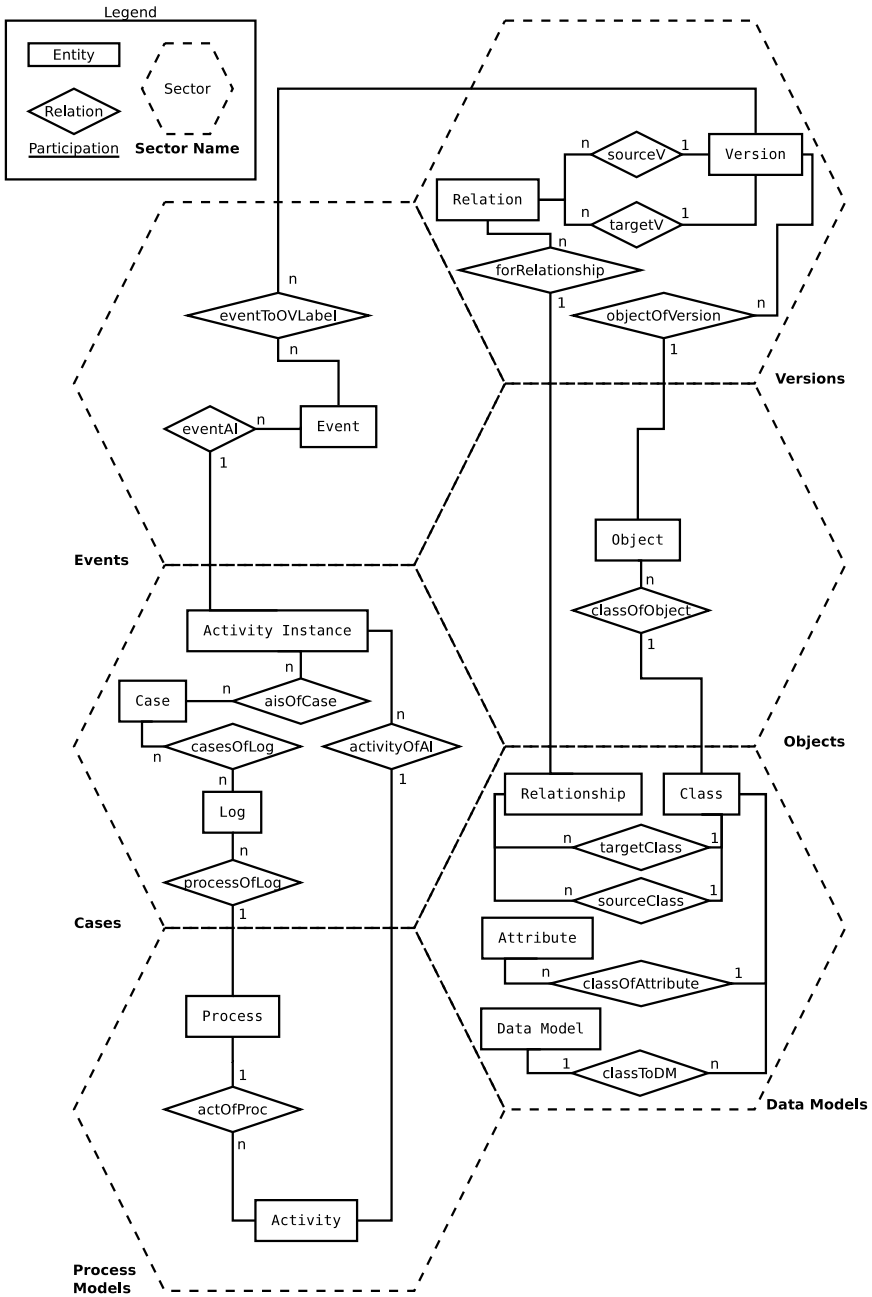 Legend
Entity
Sector
Relation
Participation
Sector Name
n
sourceV
1
Version
Relation
n
targetV
1
n
forRelationship
1
n
eventToOVLabel
n
objectOfVersion
n
1
Versions
eventAI
n
Event
1
Events
Object
n
classOfObject
1
Objects
Activity Instance
n
Case
n
aisOfCase
n
casesOfLog
n
activityOfAI
n
1
Log
n
processOfLog
1
Cases
Relationship
Class
n
targetClass
1
n
sourceClass
1
Attribute
n
classOfAttribute
1
Data Model
1
classToDM
n
Data Models
Process
1
actOfProc
n
Activity
Process
Models